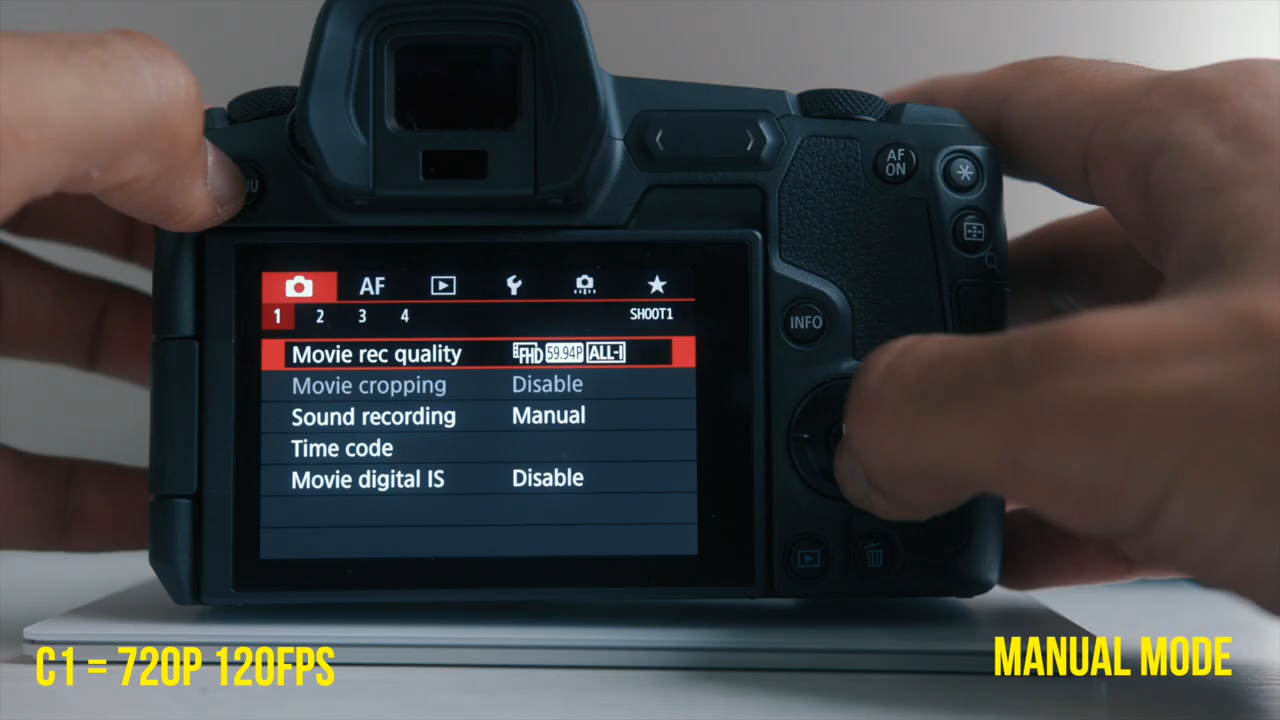 AF
ON
INFO
AF
1 2 3 4 SHOOT1
Movie rec quality FHD 59.94P ALL-I
Movie cropping Disable
Sound recording Manual
Time code
Movie digital IS Disable
C1 = 720P 120FPS
MANUAL MODE